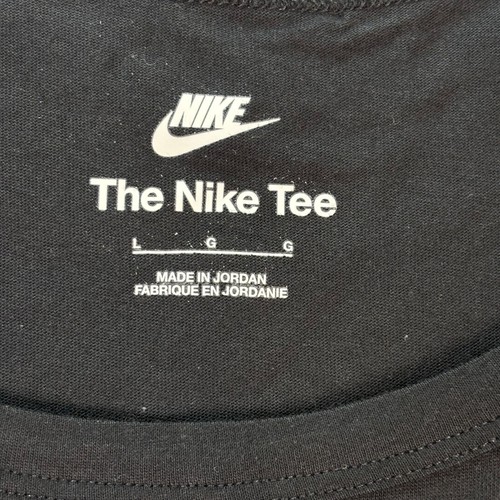 NIKE
The Nike Tee
L G G
MADE IN JORDAN
FABRIQUE EN JORDANIE